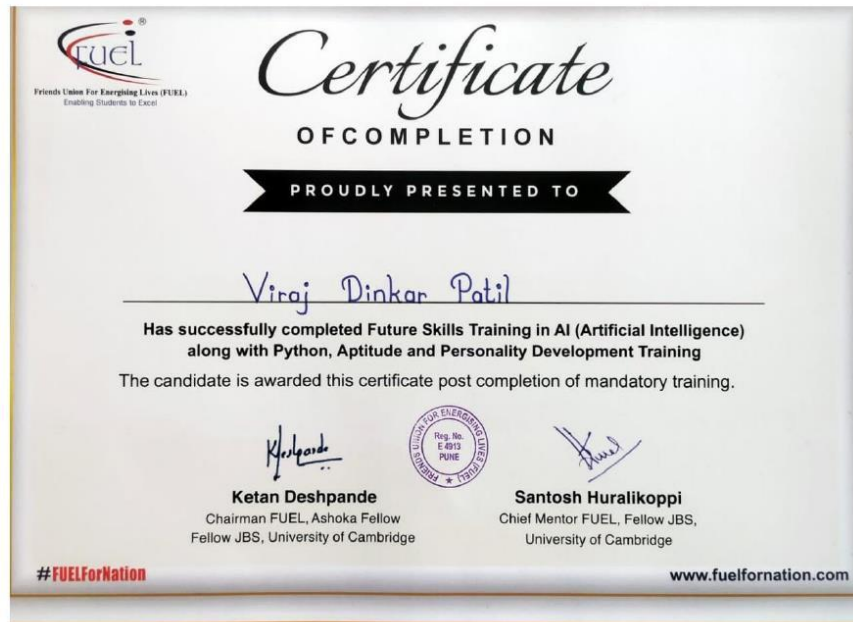 FUEL®
Friends Union For Energising Lives (FUEL)
Enabling Students to Excel
Certificate
OFCOMPLETION
PROUDLY PRESENTED TO
Viraj Dinkar Patil
Has successfully completed Future Skills Training in AI (Artificial Intelligence)
along with Python, Aptitude and Personality Development Training
The candidate is awarded this certificate post completion of mandatory training.
FRIENDS UNION FOR ENERGISING LIVES (FUEL)
Reg. No.
E 4913
PUNE
Ketan Deshpande
Chairman FUEL, Ashoka Fellow
Fellow JBS, University of Cambridge
Santosh Huralikoppi
Chief Mentor FUEL, Fellow JBS,
University of Cambridge
#FUELForNation
www.fuelfornation.com